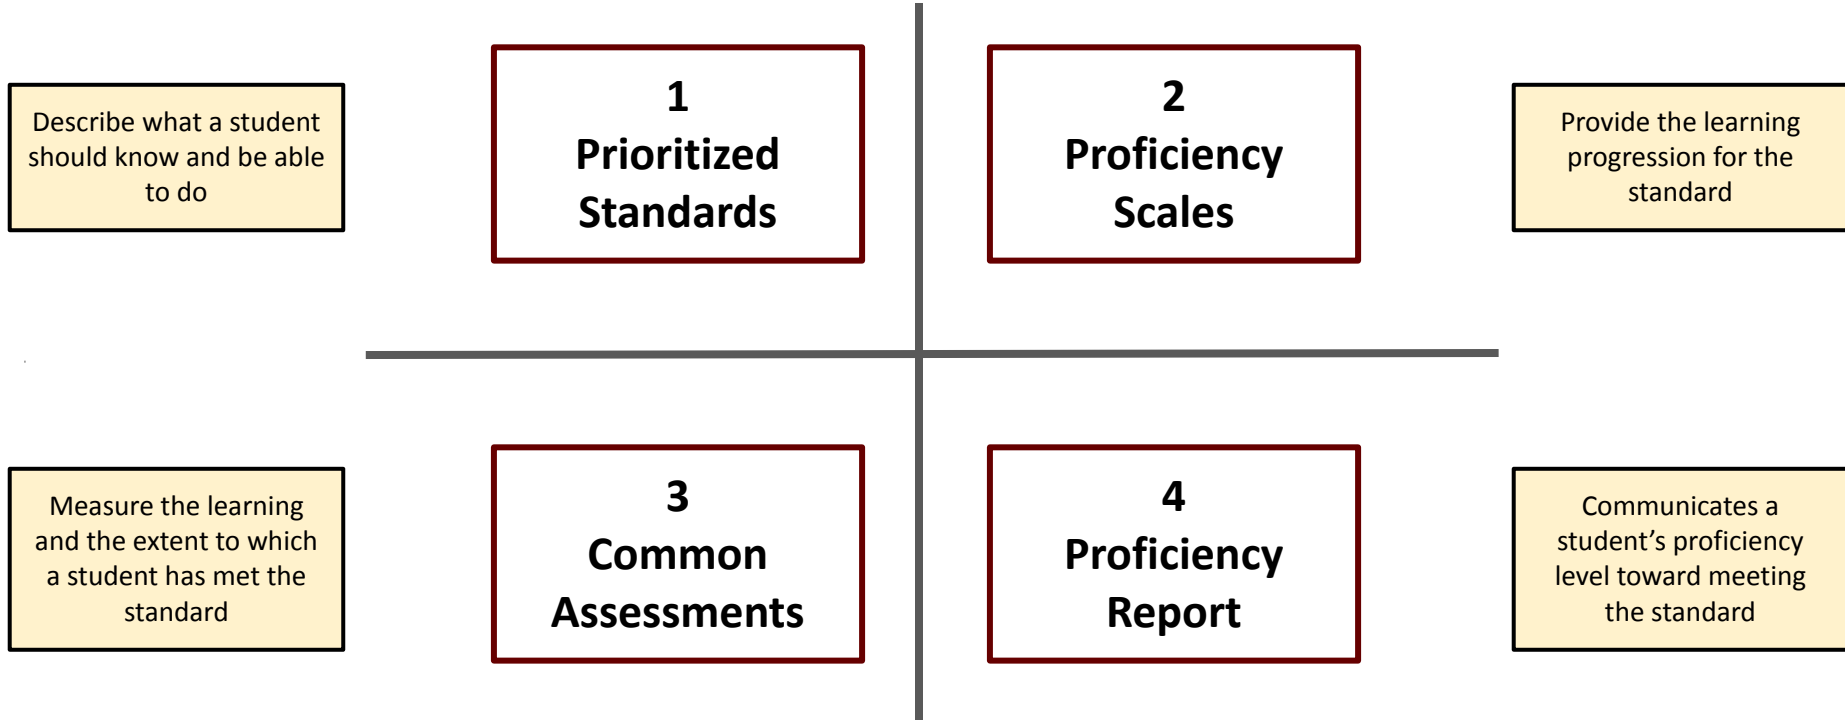 Describe what a student
should know and be able
to do
1
Prioritized
Standards
2
Proficiency
Scales
Provide the learning
progression for the
standard
Measure the learning
and the extent to which
a student has met the
standard
3
Common
Assessments
4
Proficiency
Report
Communicates a
student’s proficiency
level toward meeting
the standard